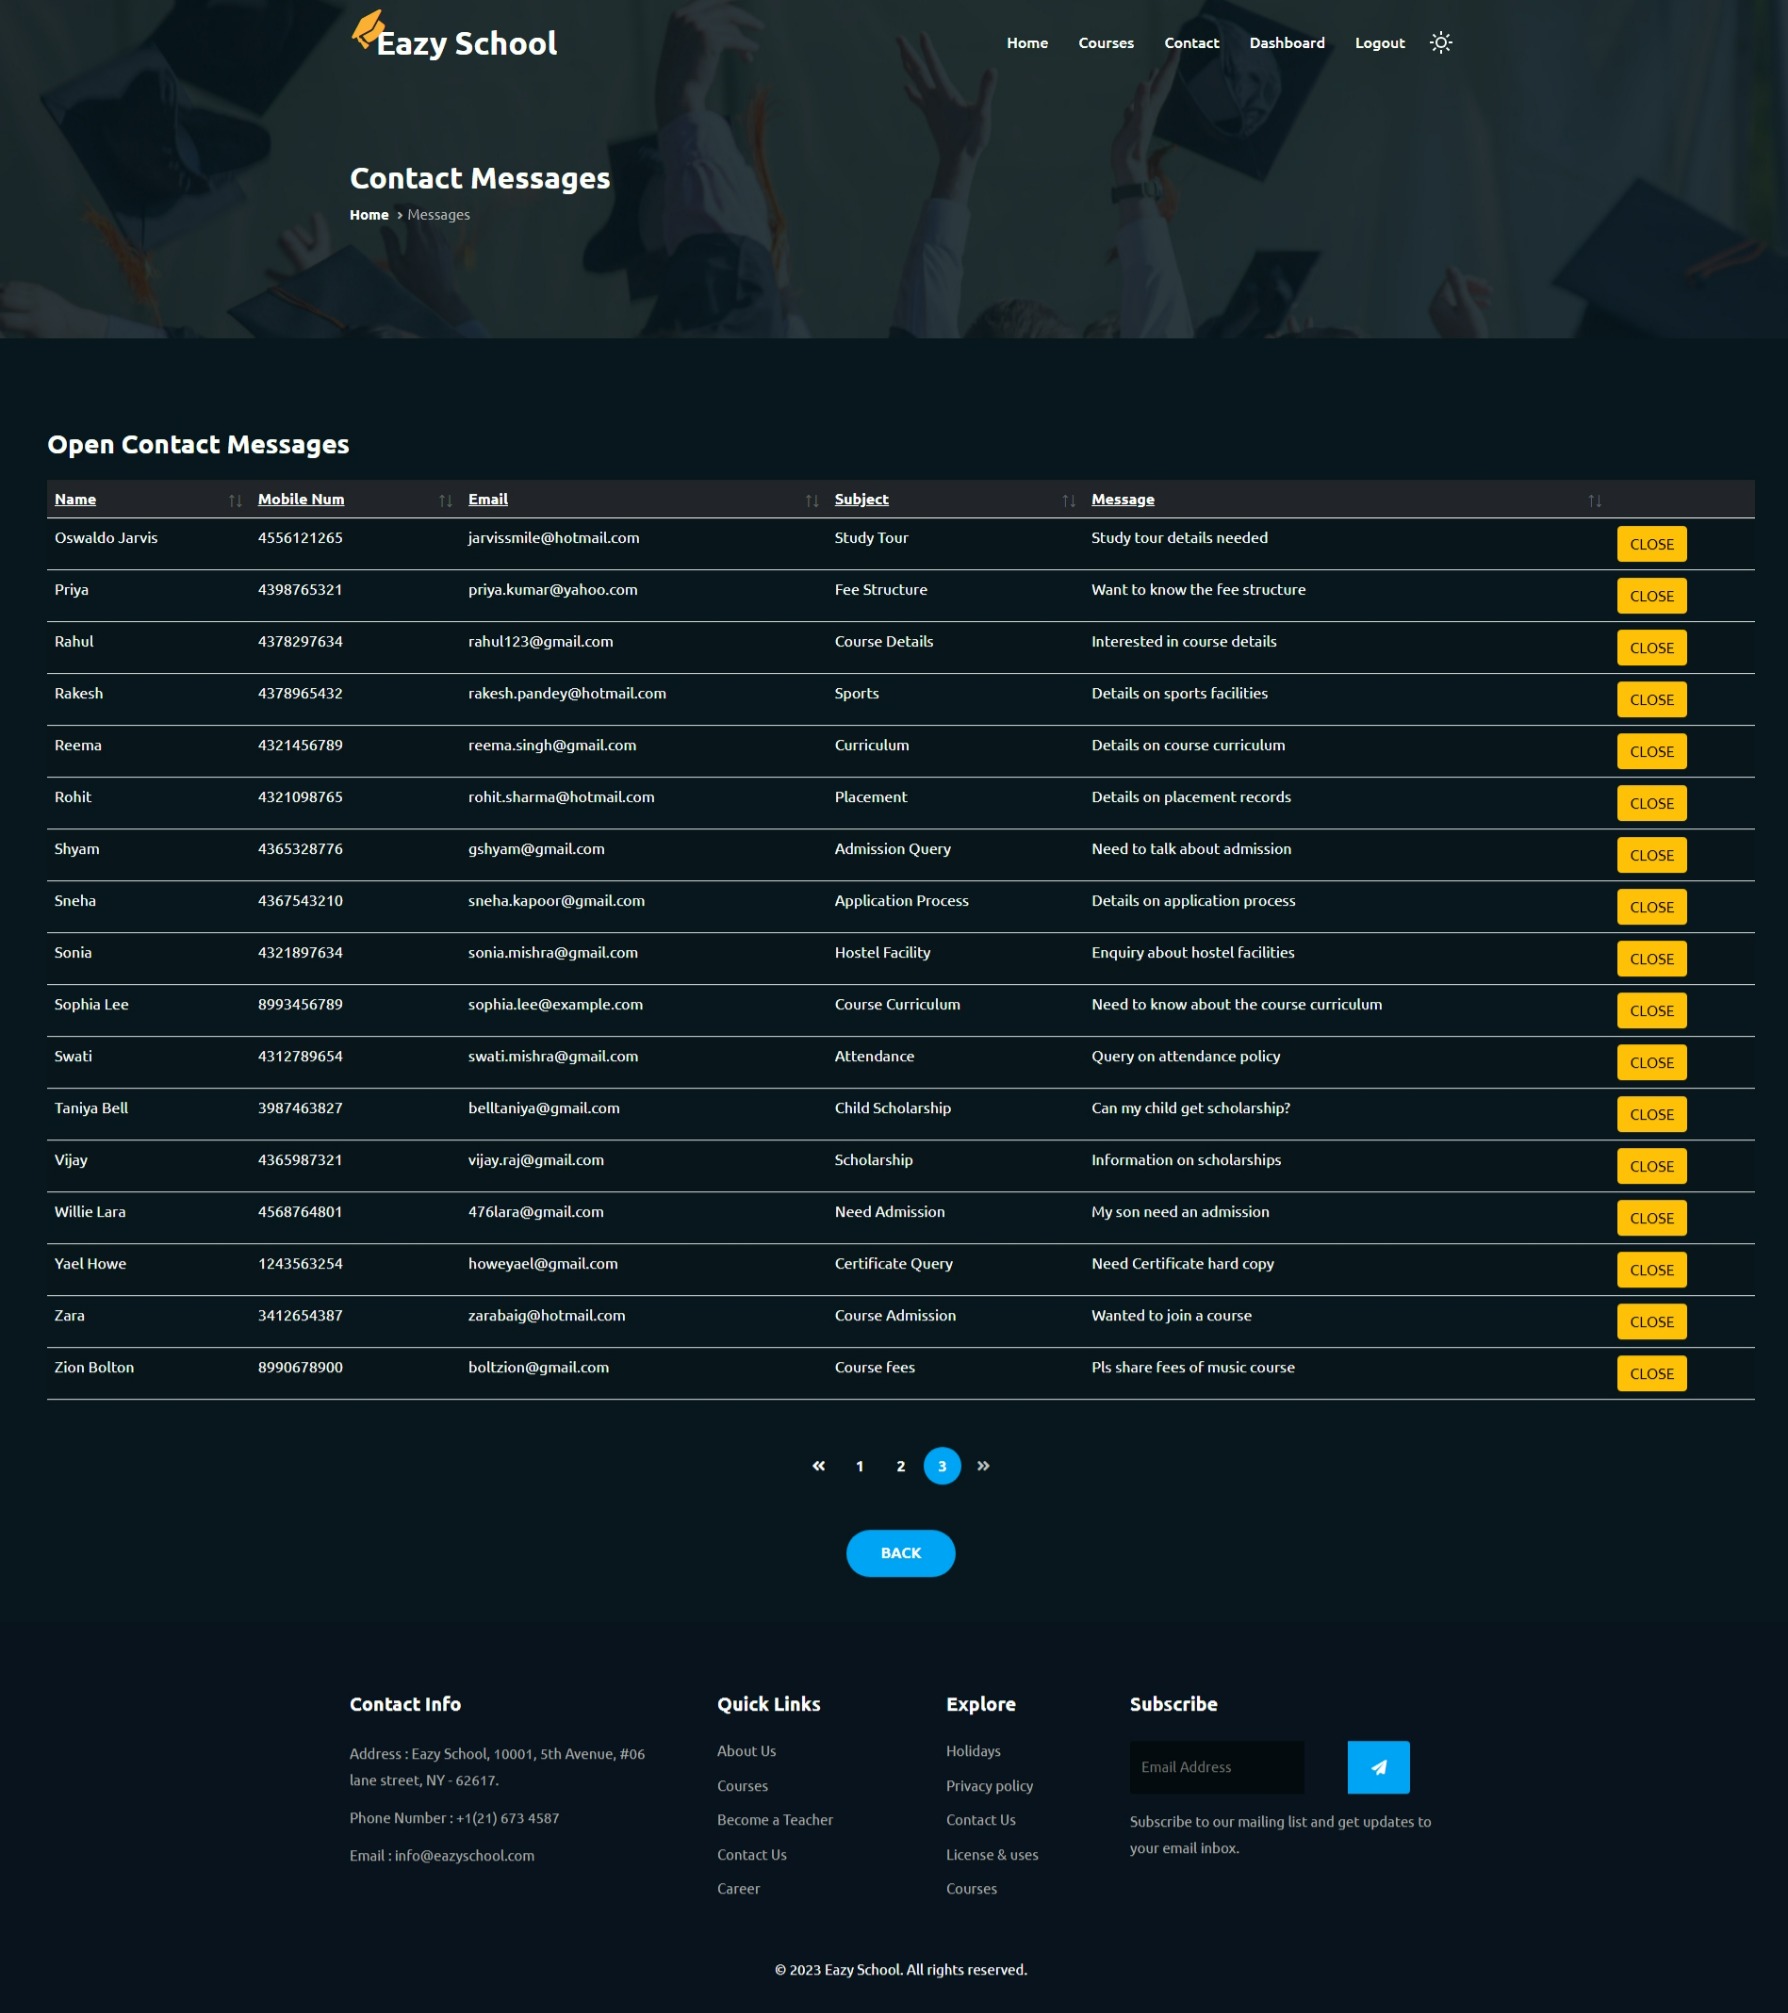 Eazy School
Home Courses Contact Dashboard Logout
Contact Messages
Home › Messages
Open Contact Messages
Name Mobile Num Email Subject Message
Oswaldo Jarvis 4556121265 jarvissmile@hotmail.com Study Tour Study tour details needed CLOSE
Priya 4398765321 priya.kumar@yahoo.com Fee Structure Want to know the fee structure CLOSE
Rahul 4378297634 rahul123@gmail.com Course Details Interested in course details CLOSE
Rakesh 4378965432 rakesh.pandey@hotmail.com Sports Details on sports facilities CLOSE
Reema 4321456789 reema.singh@gmail.com Curriculum Details on course curriculum CLOSE
Rohit 4321098765 rohit.sharma@hotmail.com Placement Details on placement records CLOSE
Shyam 4365328776 gshyam@gmail.com Admission Query Need to talk about admission CLOSE
Sneha 4367543210 sneha.kapoor@gmail.com Application Process Details on application process CLOSE
Sonia 4321897634 sonia.mishra@gmail.com Hostel Facility Enquiry about hostel facilities CLOSE
Sophia Lee 8993456789 sophia.lee@example.com Course Curriculum Need to know about the course curriculum CLOSE
Swati 4312789654 swati.mishra@gmail.com Attendance Query on attendance policy CLOSE
Taniya Bell 3987463827 belltaniya@gmail.com Child Scholarship Can my child get scholarship? CLOSE
Vijay 4365987321 vijay.raj@gmail.com Scholarship Information on scholarships CLOSE
Willie Lara 4568764801 476lara@gmail.com Need Admission My son need an admission CLOSE
Yael Howe 1243563254 howeyael@gmail.com Certificate Query Need Certificate hard copy CLOSE
Zara 3412654387 zarabaig@hotmail.com Course Admission Wanted to join a course CLOSE
Zion Bolton 8990678900 boltzion@gmail.com Course fees Pls share fees of music course CLOSE
« 1 2 3 »
BACK
Contact Info
Address : Eazy School, 10001, 5th Avenue, #06
lane street, NY - 62617.
Phone Number : +1(21) 673 4587
Email : info@eazyschool.com
Quick Links
About Us
Courses
Become a Teacher
Contact Us
Career
Explore
Holidays
Privacy policy
Contact Us
License & uses
Courses
Subscribe
Email Address
Subscribe to our mailing list and get updates to
your email inbox.
© 2023 Eazy School. All rights reserved.